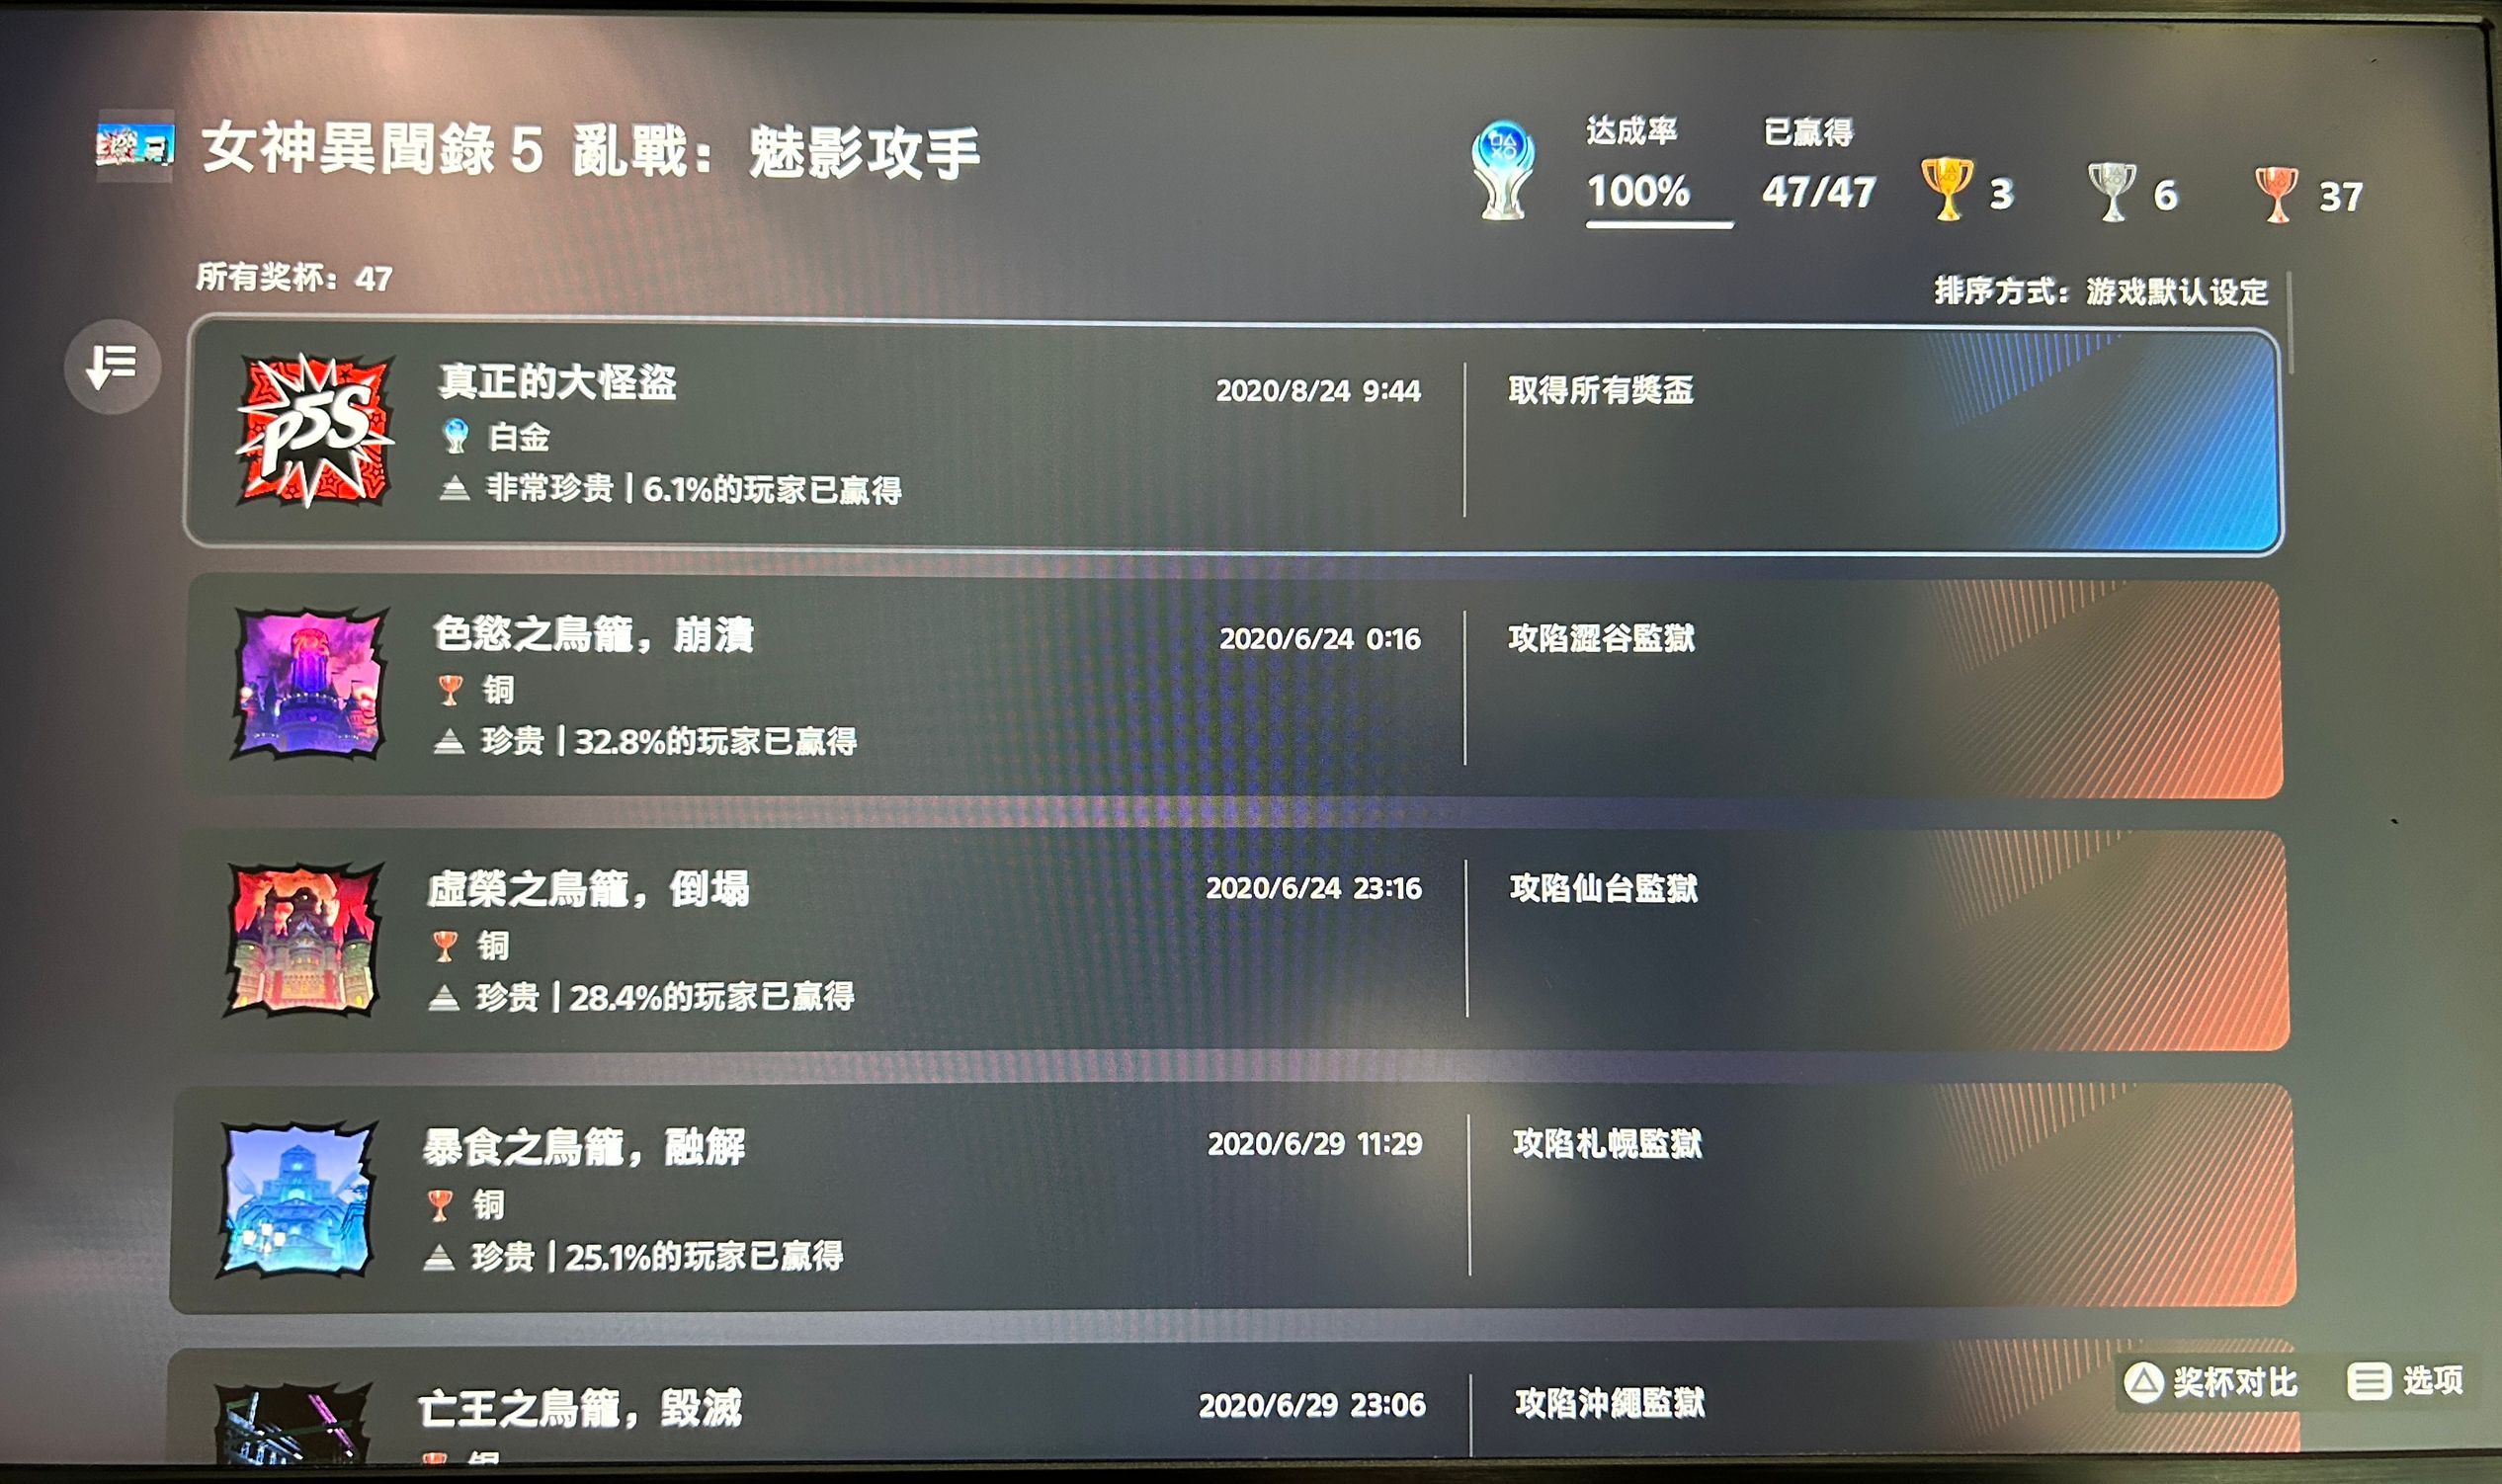 女神異聞錄 5 亂戰：魅影攻手
达成率
100%
已赢得
47/47
3
6
37
所有奖杯：47
排序方式：游戏默认设定
P5S
真正的大怪盜
2020/8/24 9:44
取得所有獎盃
白金
非常珍贵 | 6.1%的玩家已赢得
色慾之鳥籠，崩潰
2020/6/24 0:16
攻陷澀谷監獄
铜
珍贵 | 32.8%的玩家已赢得
虛榮之鳥籠，倒塌
2020/6/24 23:16
攻陷仙台監獄
铜
珍贵 | 28.4%的玩家已赢得
暴食之鳥籠，融解
2020/6/29 11:29
攻陷札幌監獄
铜
珍贵 | 25.1%的玩家已赢得
亡王之鳥籠，毀滅
2020/6/29 23:06
攻陷沖繩監獄
奖杯对比
选项